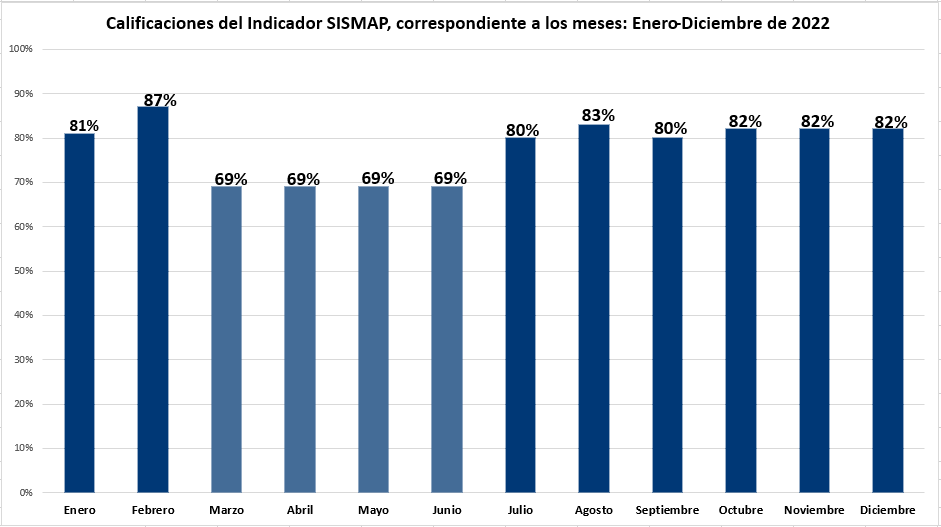 Calificaciones del Indicador SISMAP, correspondiente a los meses: Enero-Diciembre de 2022
100%
90%
80%
70%
60%
50%
40%
30%
20%
10%
0%
81%
87%
69%
69%
69%
69%
80%
83%
80%
82%
82%
82%
Enero
Febrero
Marzo
Abril
Mayo
Junio
Julio
Agosto
Septiembre
Octubre
Noviembre
Diciembre